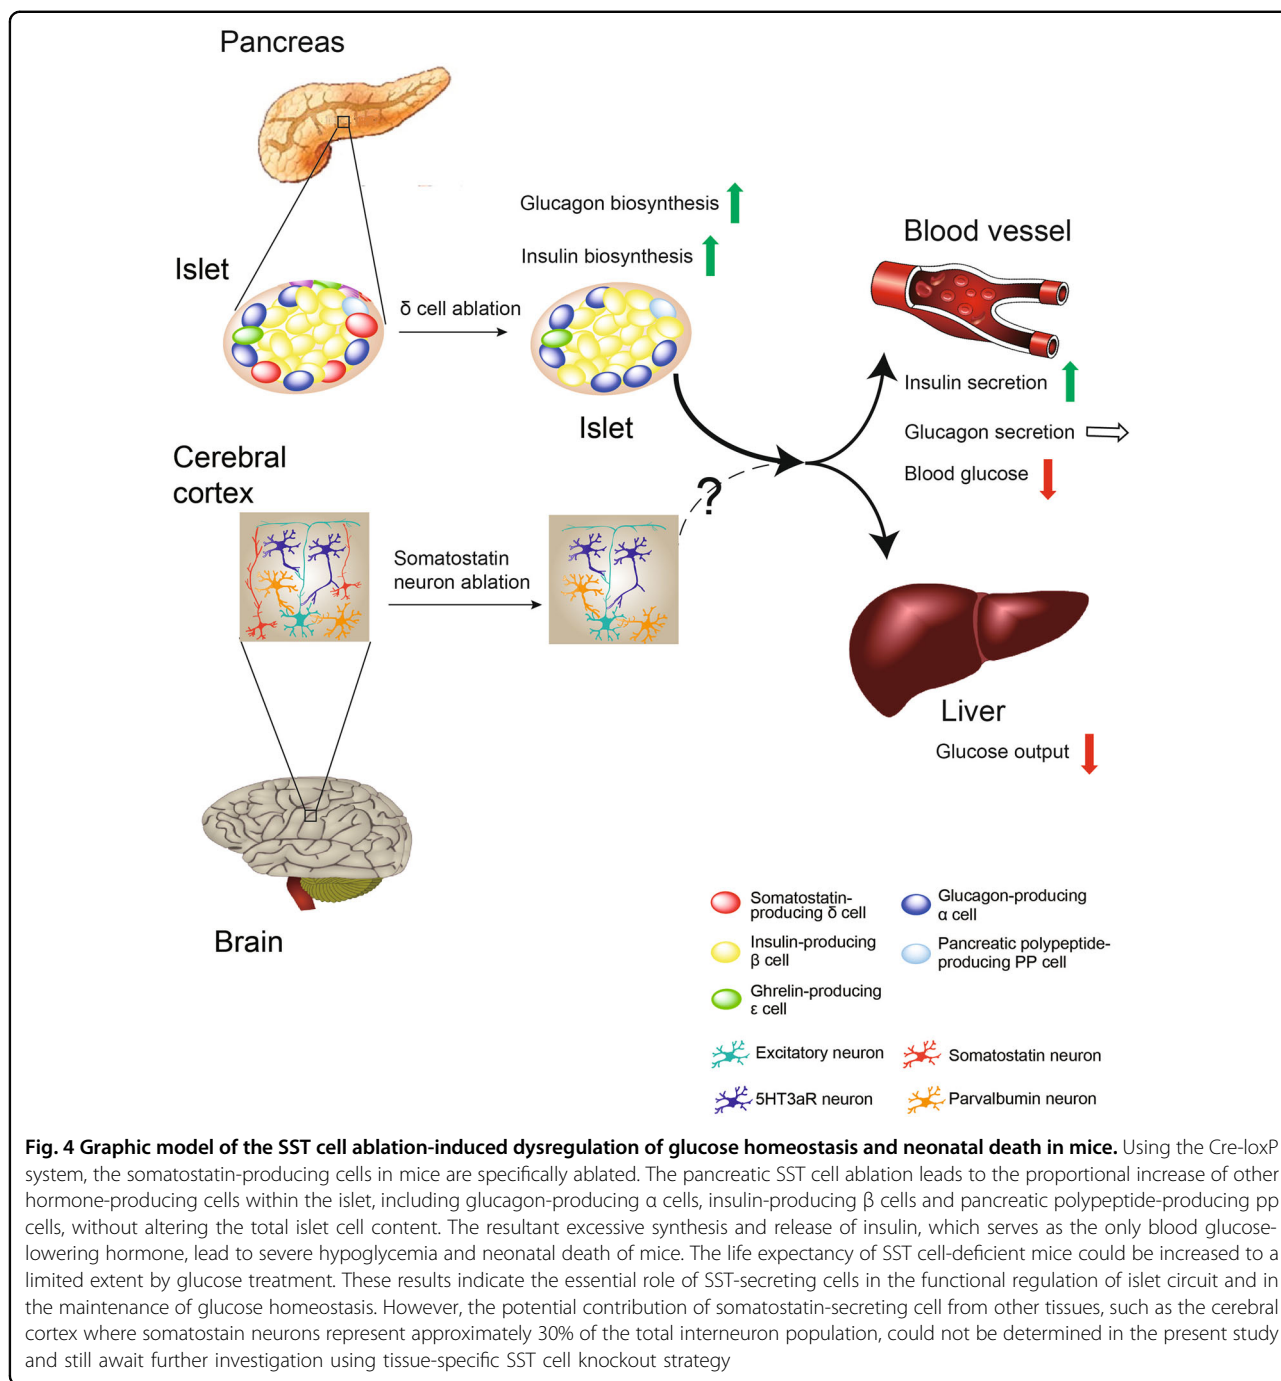 Pancreas
Glucagon biosynthesis
Insulin biosynthesis
Islet
δ cell ablation
Islet
Blood vessel
Insulin secretion
Glucagon secretion
Blood glucose
Cerebral
cortex
Somatostatin
neuron ablation
?
Liver
Glucose output
Brain
Somatostatin-
producing δ cell
Glucagon-producing
α cell
Insulin-producing
β cell
Pancreatic polypeptide-
producing PP cell
Ghrelin-producing
ε cell
Excitatory neuron
Somatostatin neuron
5HT3aR neuron
Parvalbumin neuron
Fig. 4 Graphic model of the SST cell ablation-induced dysregulation of glucose homeostasis and neonatal death in mice. Using the Cre-loxP
system, the somatostatin-producing cells in mice are specifically ablated. The pancreatic SST cell ablation leads to the proportional increase of other
hormone-producing cells within the islet, including glucagon-producing α cells, insulin-producing β cells and pancreatic polypeptide-producing pp
cells, without altering the total islet cell content. The resultant excessive synthesis and release of insulin, which serves as the only blood glucose-
lowering hormone, lead to severe hypoglycemia and neonatal death of mice. The life expectancy of SST cell-deficient mice could be increased to a
limited extent by glucose treatment. These results indicate the essential role of SST-secreting cells in the functional regulation of islet circuit and in
the maintenance of glucose homeostasis. However, the potential contribution of somatostatin-secreting cell from other tissues, such as the cerebral
cortex where somatostain neurons represent approximately 30% of the total interneuron population, could not be determined in the present study
and still await further investigation using tissue-specific SST cell knockout strategy